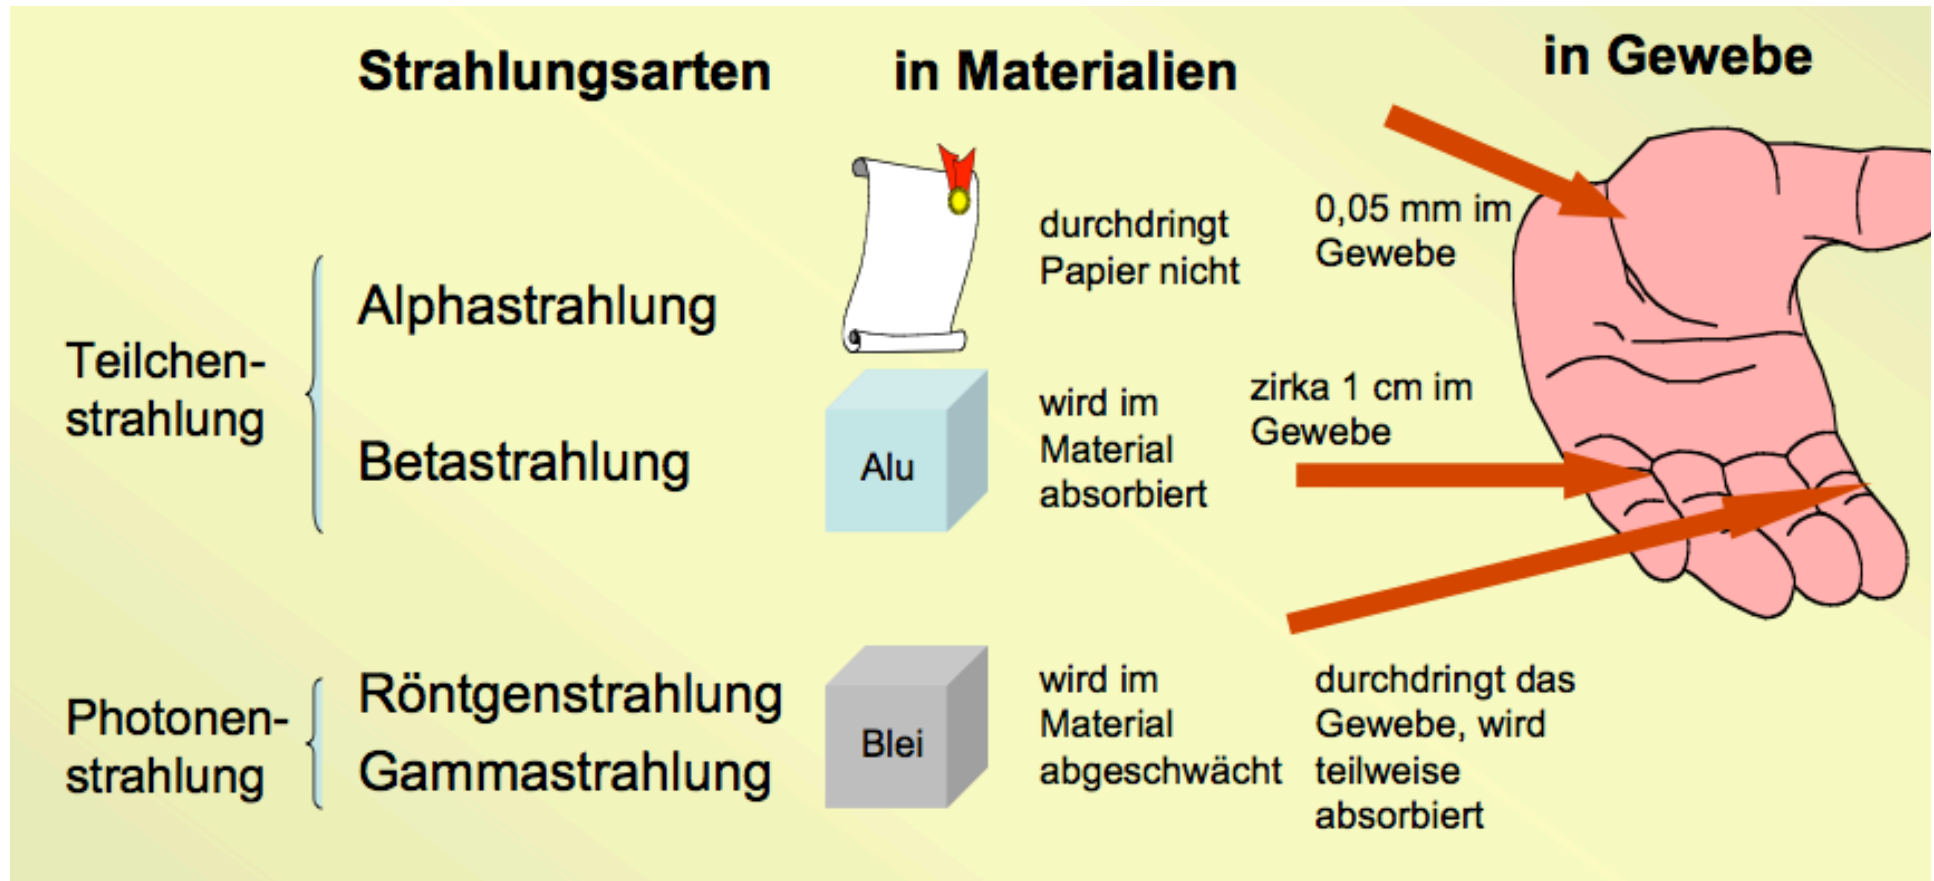 Strahlungsarten
in Materialien
in Gewebe
Teilchen-
strahlung
Alphastrahlung
durchdringt
Papier nicht
0,05 mm im
Gewebe
Betastrahlung
Alu
wird im
Material
absorbiert
zirka 1 cm im
Gewebe
Photonen-
strahlung
Röntgenstrahlung
Gammastrahlung
Blei
wird im
Material
abgeschwächt
durchdringt das
Gewebe, wird
teilweise
absorbiert